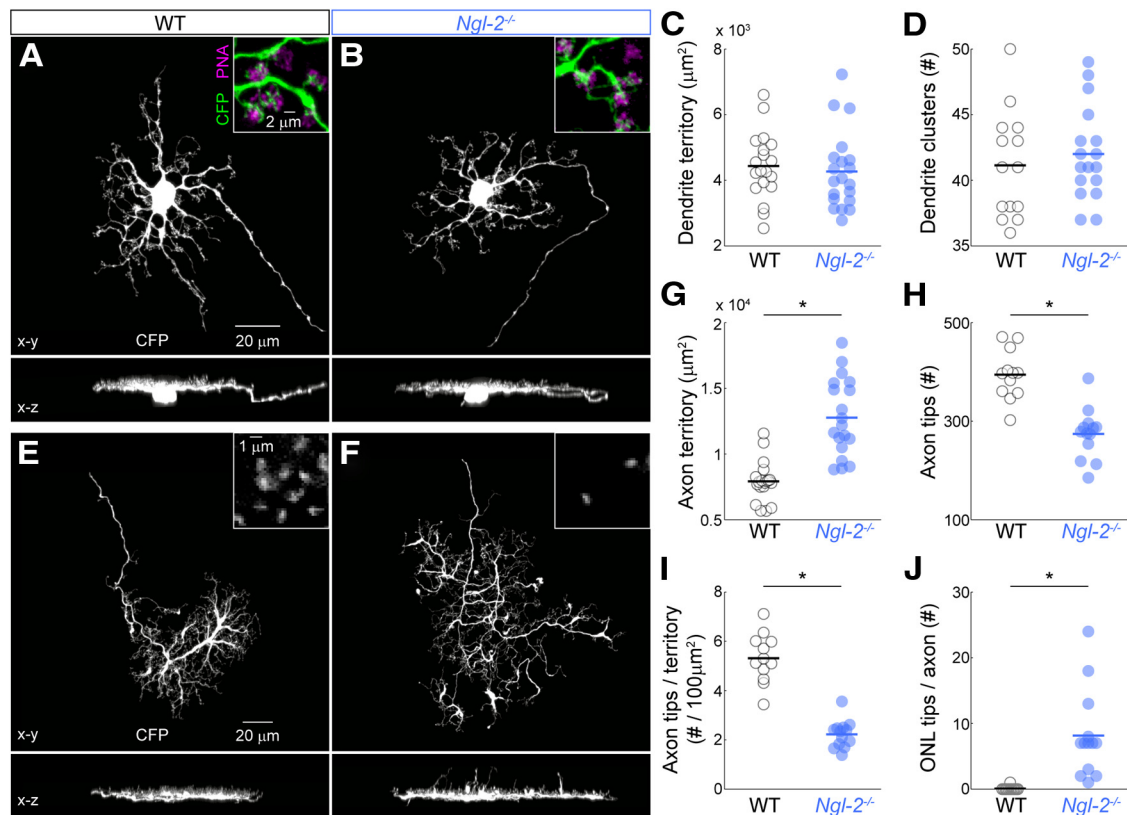 WT
Ngl-2-/-
A
CFP PNA
2 μm
x-y
CFP
20 μm
x-z
B
C
x 10³
Dendrite territory (μm²)
6
4
2
WT
Ngl-2-/-
D
Dendrite clusters (#)
50
45
40
35
WT
Ngl-2-/-
E
1 μm
x-y
CFP
20 μm
x-z
F
G
x 10⁴
*
Axon territory (μm²)
2
1.5
1
0.5
WT
Ngl-2-/-
H
*
Axon tips (#)
500
300
100
WT
Ngl-2-/-
I
*
Axon tips / territory
(# / 100μm²)
8
6
4
2
0
WT
Ngl-2-/-
J
*
ONL tips / axon (#)
30
20
10
0
WT
Ngl-2-/-